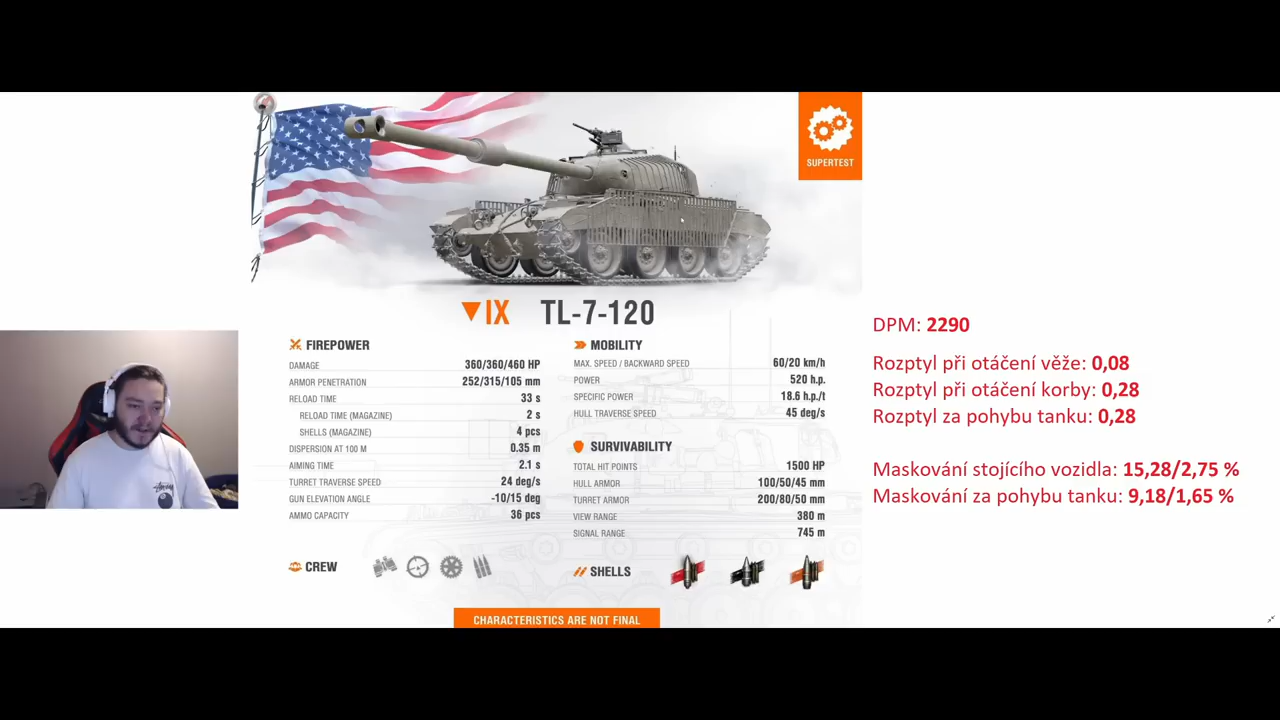 SUPERTEST
IX TL-7-120
FIREPOWER
DAMAGE 360/360/460 HP
ARMOR PENETRATION 252/315/105 mm
RELOAD TIME 33 s
RELOAD TIME (MAGAZINE) 2 s
SHELLS (MAGAZINE) 4 pcs
DISPERSION AT 100 M 0.35 m
AIMING TIME 2.1 s
TURRET TRAVERSE SPEED 24 deg/s
GUN ELEVATION ANGLE -10/15 deg
AMMO CAPACITY 36 pcs
CREW
MOBILITY
MAX. SPEED / BACKWARD SPEED 60/20 km/h
POWER 520 h.p.
SPECIFIC POWER 18.6 h.p./t
HULL TRAVERSE SPEED 45 deg/s
SURVIVABILITY
TOTAL HIT POINTS 1500 HP
HULL ARMOR 100/50/45 mm
TURRET ARMOR 200/80/50 mm
VIEW RANGE 380 m
SIGNAL RANGE 745 m
SHELLS
CHARACTERISTICS ARE NOT FINAL
DPM: 2290
Rozptyl při otáčení věže: 0,08
Rozptyl při otáčení korby: 0,28
Rozptyl za pohybu tanku: 0,28
Maskování stojícího vozidla: 15,28/2,75 %
Maskování za pohybu tanku: 9,18/1,65 %